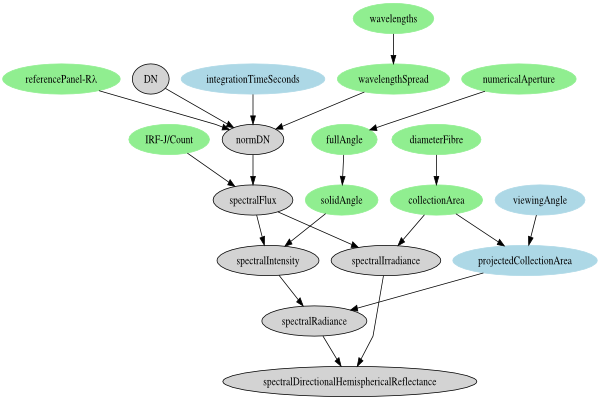 wavelengths
referencePanel-Rλ
DN
integrationTimeSeconds
wavelengthSpread
numericalAperture
IRF-J/Count
normDN
fullAngle
diameterFibre
spectralFlux
solidAngle
collectionArea
viewingAngle
spectralIntensity
spectralIrradiance
projectedCollectionArea
spectralRadiance
spectralDirectionalHemisphericalReflectance